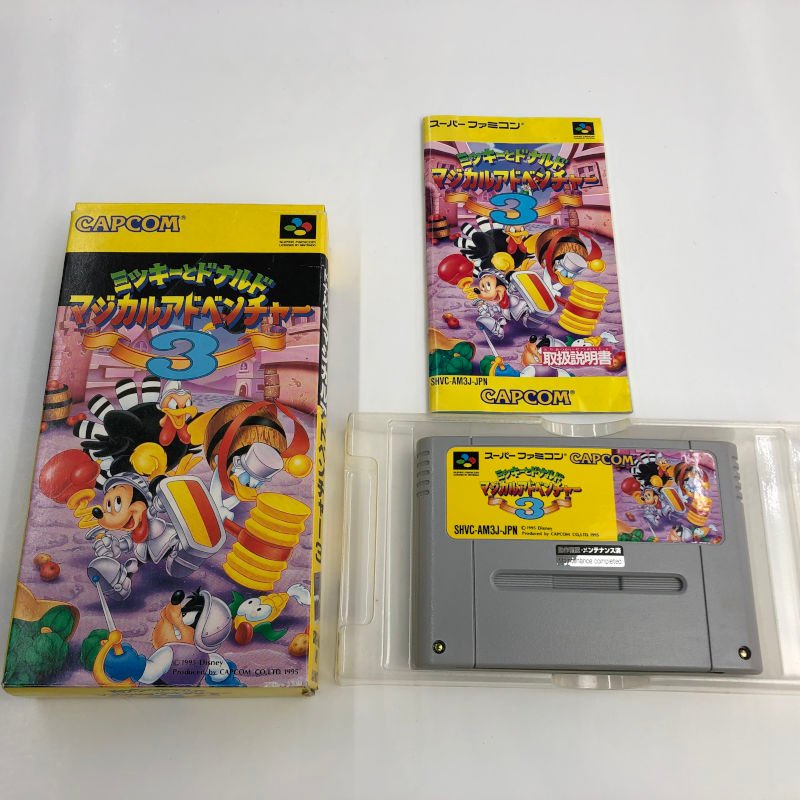 CAPCOM®
SUPER FAMICOM
LICENSED BY NINTENDO
ミッキーとドナルド
マジカルアドベンチャー
3
© 1995 Disney
Produced by CAPCOM CO.,LTD. 1995
スーパーファミコン®
ミッキーとドナルド
マジカルアドベンチャー
3
取扱説明書
SHVC-AM3J-JPN
CAPCOM®
スーパーファミコン® CAPCOM®
ミッキーとドナルド
マジカルアドベンチャー
3
SHVC-AM3J-JPN
© 1995 Disney
Produced by CAPCOM CO.,LTD. 1995
メンテナンス済
completed